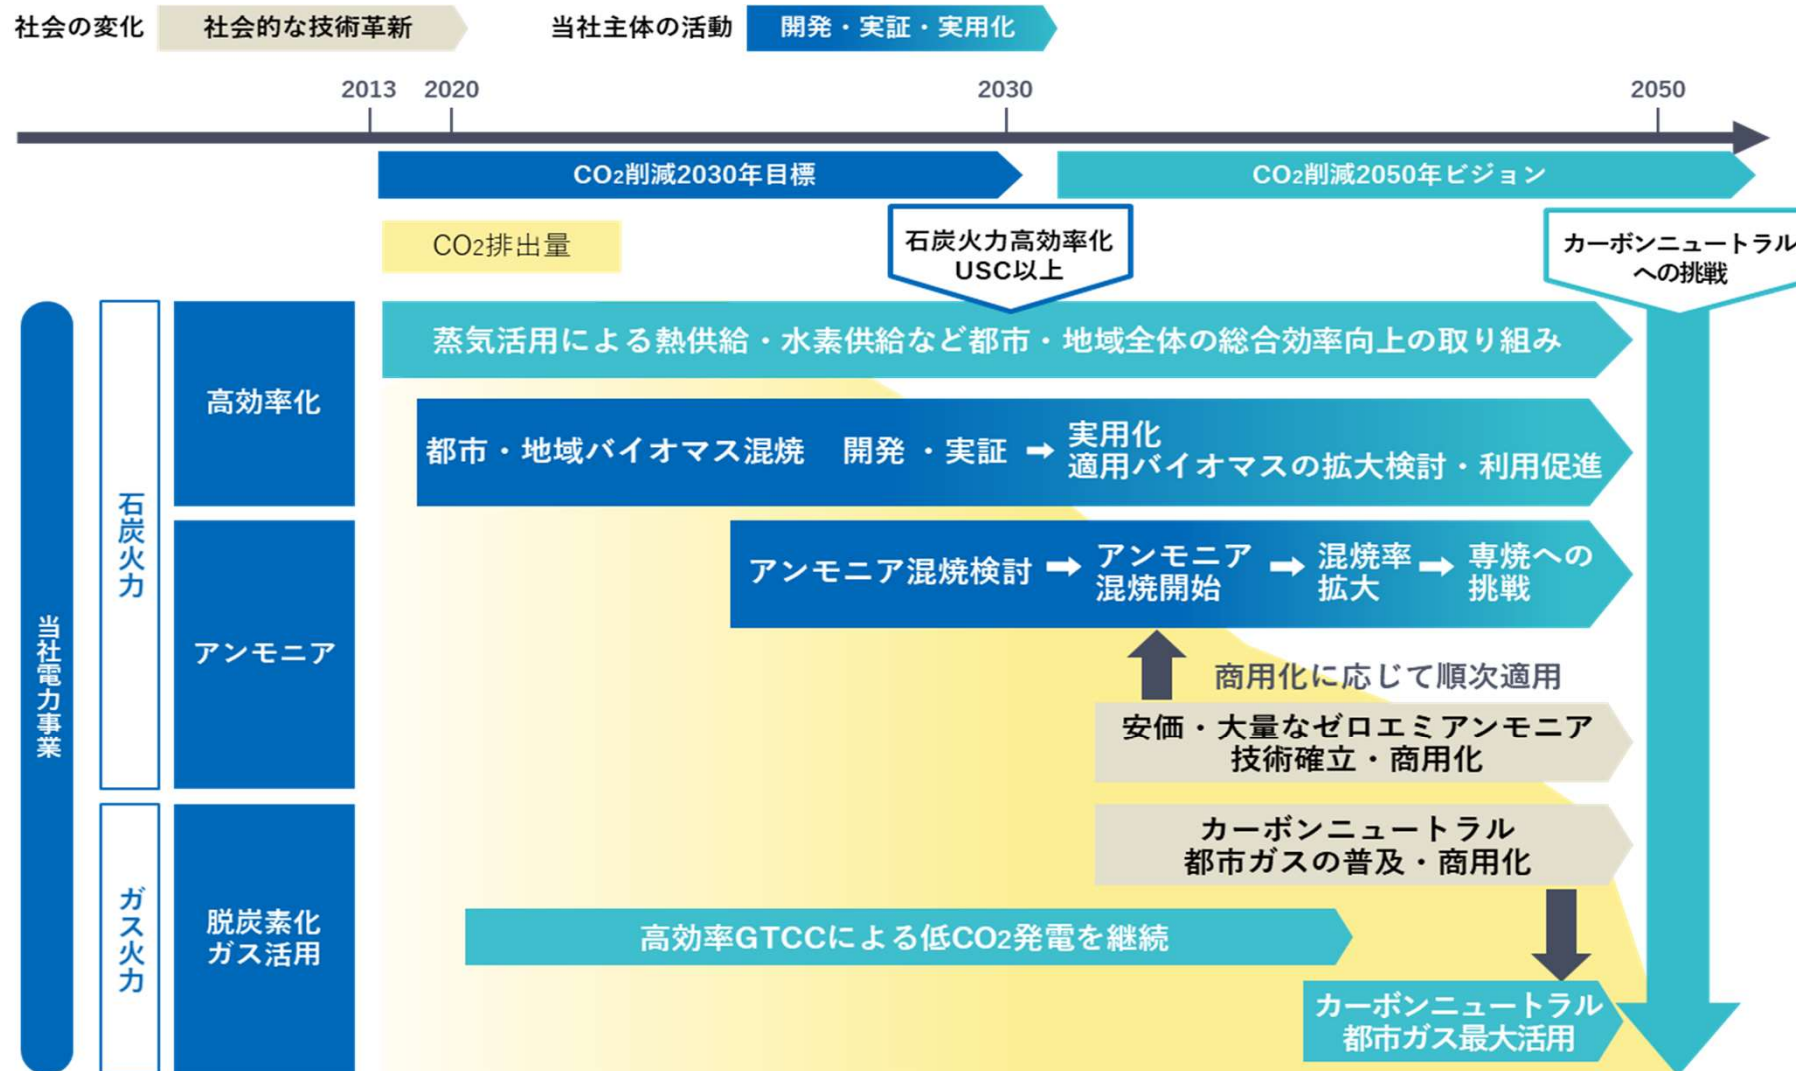 社会の変化
社会的な技術革新
当社主体の活動
開発・実証・実用化
2013
2020
2030
2050
CO2削減2030年目標
CO2削減2050年ビジョン
CO2排出量
石炭火力高効率化
USC以上
カーボンニュートラル
への挑戦
当社電力事業
石炭火力
高効率化
蒸気活用による熱供給・水素供給など都市・地域全体の総合効率向上の取り組み
都市・地域バイオマス混焼 開発・実証 ➡ 実用化
適用バイオマスの拡大検討・利用促進
アンモニア
アンモニア混焼検討 ➡
アンモニア
混焼開始
➡
混焼率
拡大
➡
専焼への
挑戦
商用化に応じて順次適用
安価・大量なゼロエミアンモニア
技術確立・商用化
ガス火力
脱炭素化
ガス活用
カーボンニュートラル
都市ガスの普及・商用化
高効率GTCCによる低CO2発電を継続
カーボンニュートラル
都市ガス最大活用